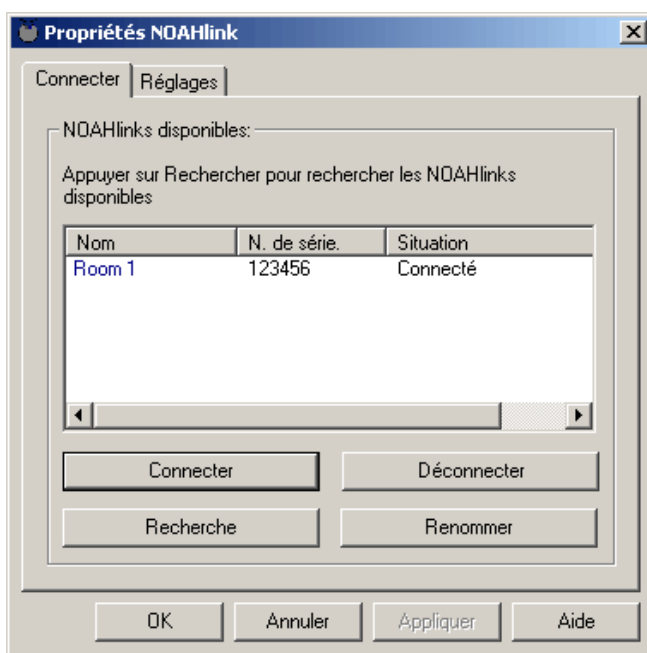 Propriétés NOAHlink
Connecter Réglages
NOAHlinks disponibles:
Appuyer sur Rechercher pour rechercher les NOAHlinks
disponibles
Nom N. de série. Situation
Room 1 123456 Connecté
Connecter Déconnecter
Recherche Renommer
OK Annuler Appliquer Aide